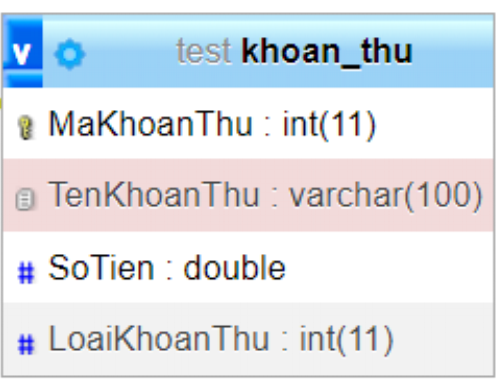 v test khoan_thu
MaKhoanThu : int(11)
TenKhoanThu : varchar(100)
# SoTien : double
# LoaiKhoanThu : int(11)